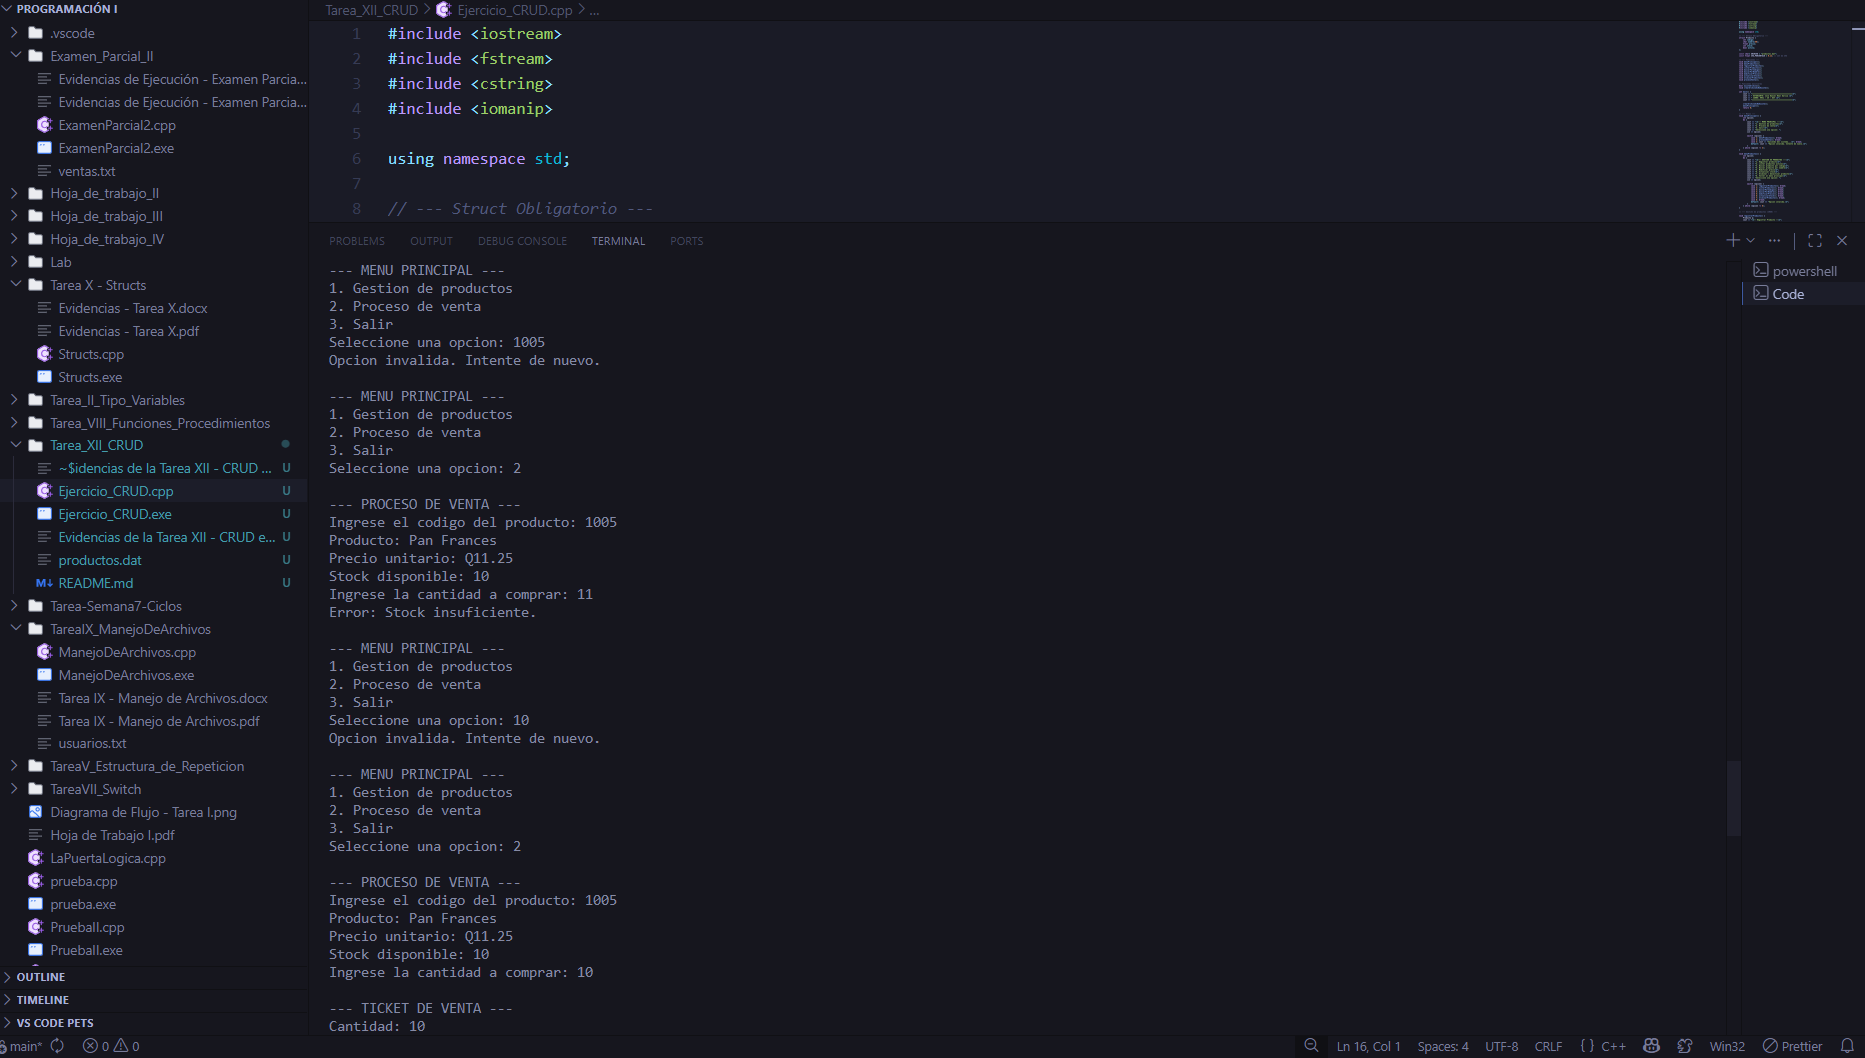 PROGRAMACIÓN I
.vscode
Examen_Parcial_II
Evidencias de Ejecución - Examen Parcia...
Evidencias de Ejecución - Examen Parcia...
ExamenParcial2.cpp
ExamenParcial2.exe
ventas.txt
Hoja_de_trabajo_II
Hoja_de_trabajo_III
Hoja_de_trabajo_IV
Lab
Tarea X - Structs
Evidencias - Tarea X.docx
Evidencias - Tarea X.pdf
Structs.cpp
Structs.exe
Tarea_II_Tipo_Variables
Tarea_VIII_Funciones_Procedimientos
Tarea_XII_CRUD
~$idencias de la Tarea XII - CRUD ... U
Ejercicio_CRUD.cpp U
Ejercicio_CRUD.exe U
Evidencias de la Tarea XII - CRUD e... U
productos.dat U
README.md U
Tarea-Semana7-Ciclos
TareaIX_ManejoDeArchivos
ManejoDeArchivos.cpp
ManejoDeArchivos.exe
Tarea IX - Manejo de Archivos.docx
Tarea IX - Manejo de Archivos.pdf
usuarios.txt
TareaV_Estructura_de_Repeticion
TareaVII_Switch
Diagrama de Flujo - Tarea I.png
Hoja de Trabajo I.pdf
LaPuertaLogica.cpp
prueba.cpp
prueba.exe
PruebaII.cpp
PruebaII.exe
OUTLINE
TIMELINE
VS CODE PETS
Tarea_XII_CRUD > Ejercicio_CRUD.cpp > ...
1 #include <iostream>
2 #include <fstream>
3 #include <cstring>
4 #include <iomanip>
5
6 using namespace std;
7
8 // --- Struct Obligatorio ---
PROBLEMS OUTPUT DEBUG CONSOLE TERMINAL PORTS
--- MENU PRINCIPAL ---
1. Gestion de productos
2. Proceso de venta
3. Salir
Seleccione una opcion: 1005
Opcion invalida. Intente de nuevo.
--- MENU PRINCIPAL ---
1. Gestion de productos
2. Proceso de venta
3. Salir
Seleccione una opcion: 2
--- PROCESO DE VENTA ---
Ingrese el codigo del producto: 1005
Producto: Pan Frances
Precio unitario: Q11.25
Stock disponible: 10
Ingrese la cantidad a comprar: 11
Error: Stock insuficiente.
--- MENU PRINCIPAL ---
1. Gestion de productos
2. Proceso de venta
3. Salir
Seleccione una opcion: 10
Opcion invalida. Intente de nuevo.
--- MENU PRINCIPAL ---
1. Gestion de productos
2. Proceso de venta
3. Salir
Seleccione una opcion: 2
--- PROCESO DE VENTA ---
Ingrese el codigo del producto: 1005
Producto: Pan Frances
Precio unitario: Q11.25
Stock disponible: 10
Ingrese la cantidad a comprar: 10
--- TICKET DE VENTA ---
Cantidad: 10
powershell
Code
main* 0 0
Ln 16, Col 1 Spaces: 4 UTF-8 CRLF { } C++ Win32 Prettier